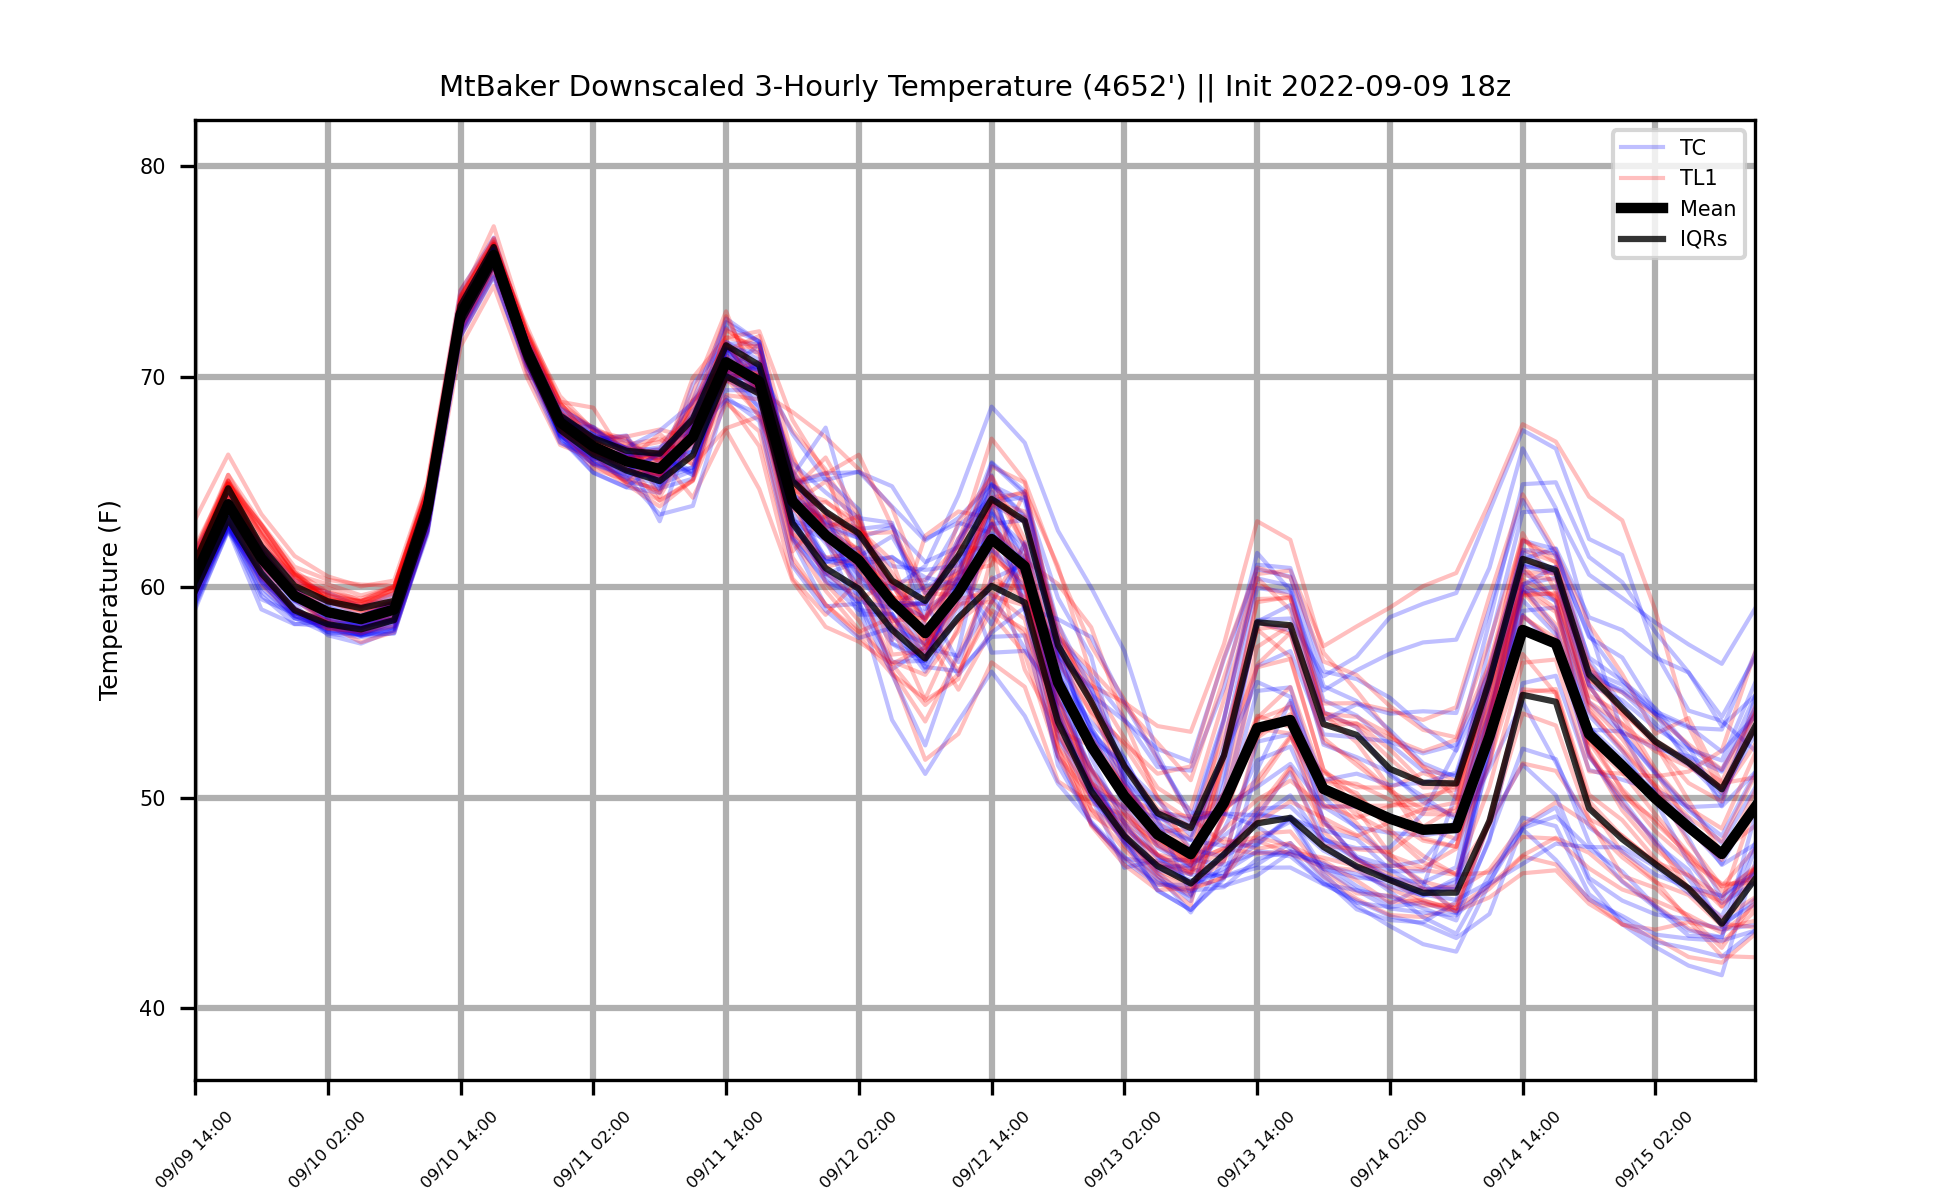 MtBaker Downscaled 3-Hourly Temperature (4652') || Init 2022-09-09 18z
TC
TL1
Mean
IQRs
Temperature (F)
80
70
60
50
40
09/09 14:00
09/10 02:00
09/10 14:00
09/11 02:00
09/11 14:00
09/12 02:00
09/12 14:00
09/13 02:00
09/13 14:00
09/14 02:00
09/14 14:00
09/15 02:00